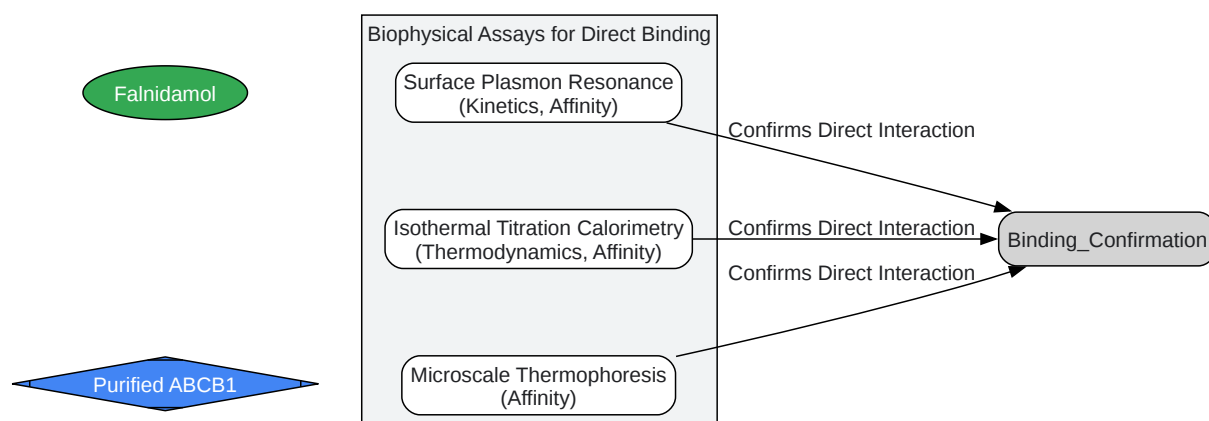 Biophysical Assays for Direct Binding
Falnidamol
Surface Plasmon Resonance
(Kinetics, Affinity)
Confirms Direct Interaction
Isothermal Titration Calorimetry
(Thermodynamics, Affinity)
Confirms Direct Interaction
Binding_Confirmation
Confirms Direct Interaction
Purified ABCB1
Microscale Thermophoresis
(Affinity)